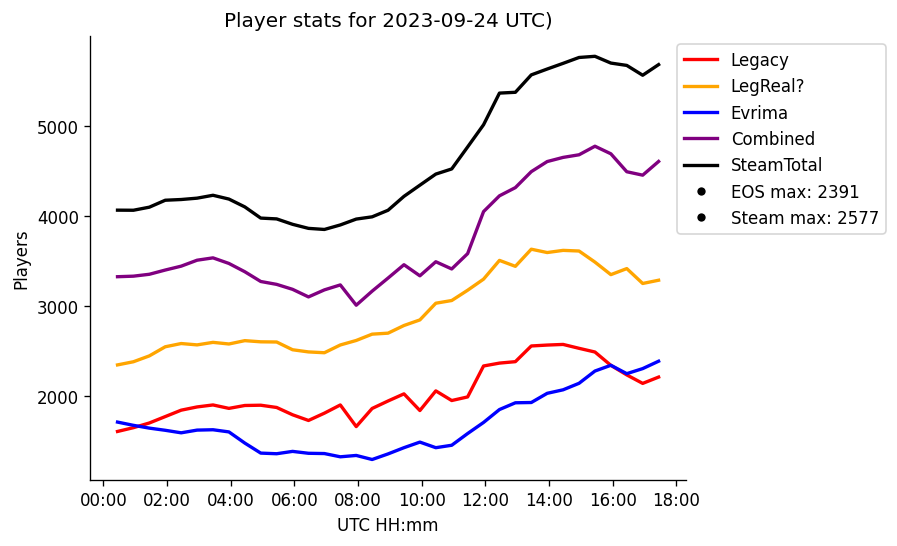 Player stats for 2023-09-24 UTC)
Legacy
LegReal?
Evrima
Combined
SteamTotal
EOS max: 2391
Steam max: 2577
Players
5000
4000
3000
2000
00:00 02:00 04:00 06:00 08:00 10:00 12:00 14:00 16:00 18:00
UTC HH:mm